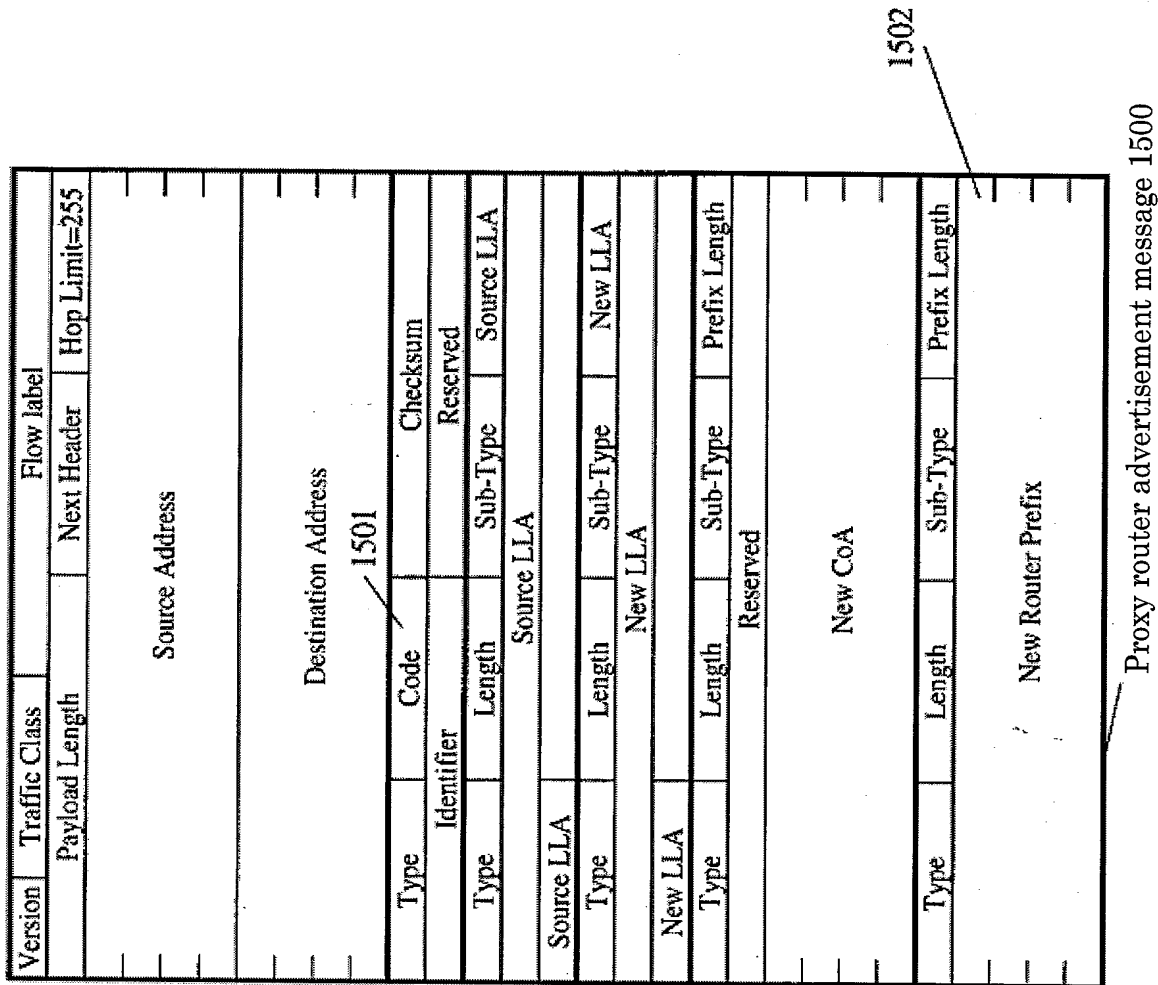 Version Traffic Class Flow label
Payload Length Next Header Hop Limit=255
Source Address
Destination Address
1501
Type Code Checksum
Identifier Reserved
Type Length Sub-Type Source LLA
Source LLA
Source LLA
Type Length Sub-Type New LLA
New LLA
New LLA
Type Length Sub-Type Prefix Length
Reserved
New CoA
Type Length Sub-Type Prefix Length
1502
New Router Prefix
Proxy router advertisement message 1500